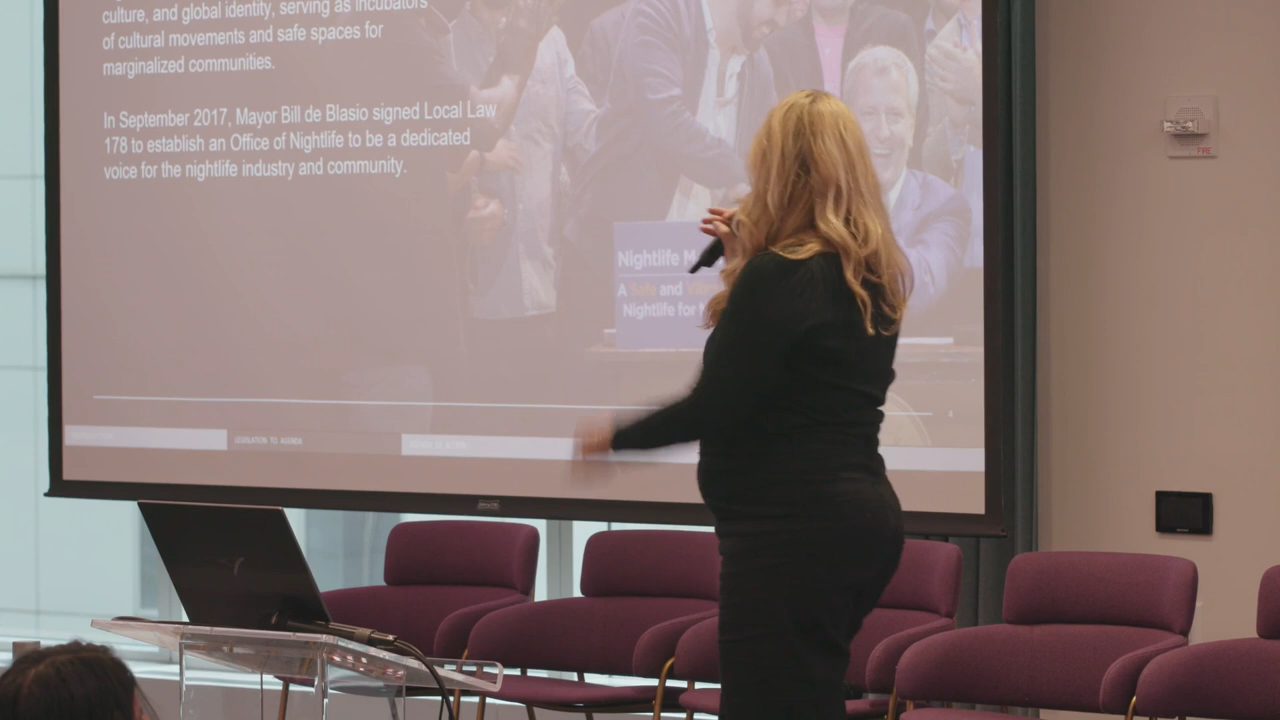 culture, and global identity, serving as incubators
of cultural movements and safe spaces for
marginalized communities.
In September 2017, Mayor Bill de Blasio signed Local Law
178 to establish an Office of Nightlife to be a dedicated
voice for the nightlife industry and community.
Nightlife
A Safe and
Nightlife for
LEGISLATION TO AGENDA
FIRE